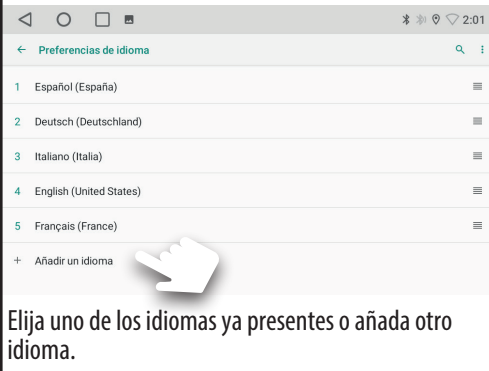 2:01
Preferencias de idioma
1 Español (España)
2 Deutsch (Deutschland)
3 Italiano (Italia)
4 English (United States)
5 Français (France)
+ Añadir un idioma
Elija uno de los idiomas ya presentes o añada otro
idioma.